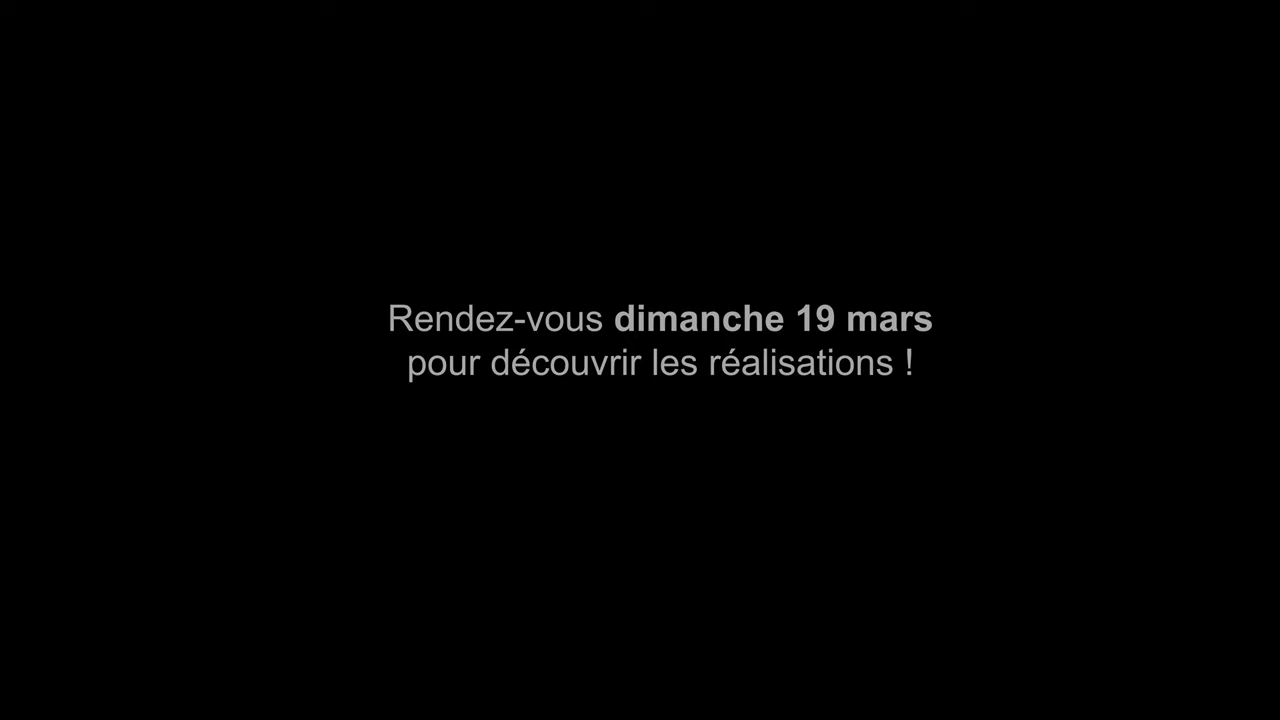 Rendez-vous dimanche 19 mars
pour découvrir les réalisations !